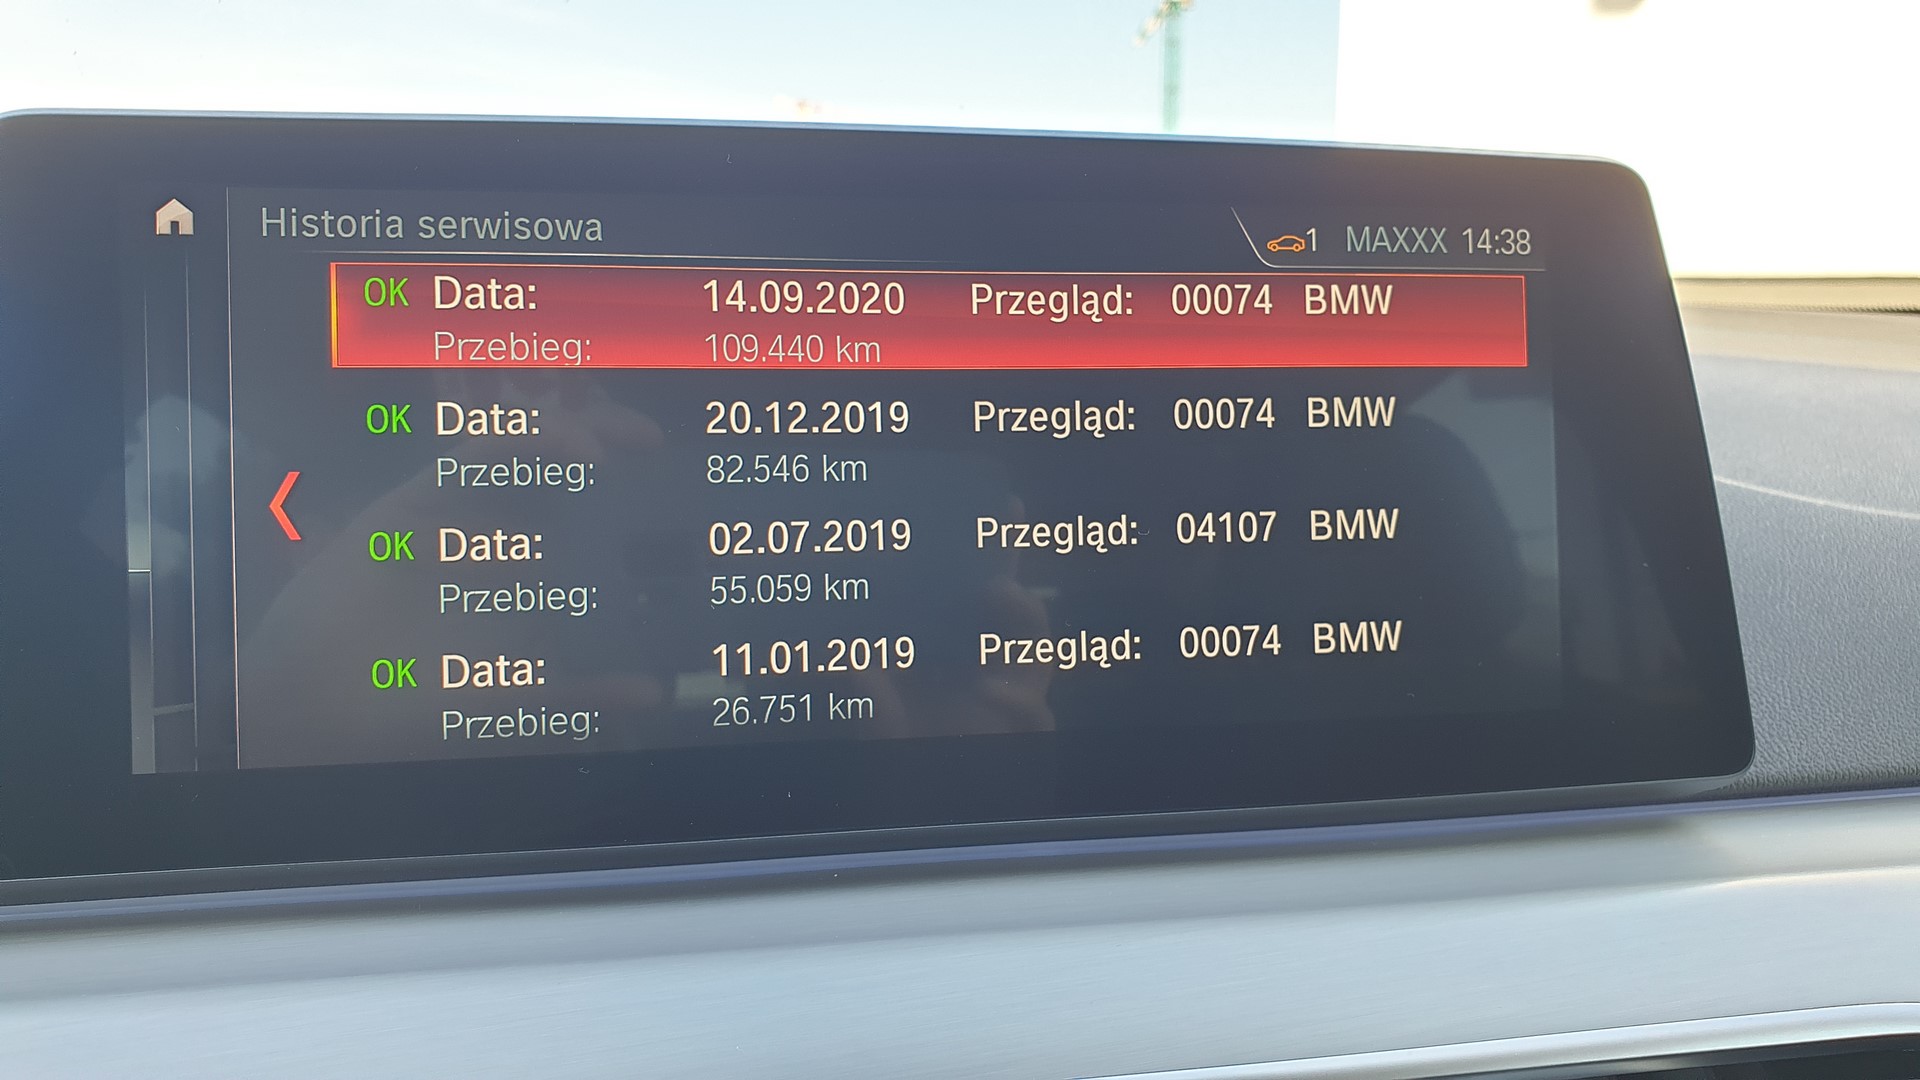 Historia serwisowa
1 MAXXX 14:38
OK Data: 14.09.2020 Przegląd: 00074 BMW
Przebieg: 109.440 km
OK Data: 20.12.2019 Przegląd: 00074 BMW
Przebieg: 82.546 km
OK Data: 02.07.2019 Przegląd: 04107 BMW
Przebieg: 55.059 km
OK Data: 11.01.2019 Przegląd: 00074 BMW
Przebieg: 26.751 km